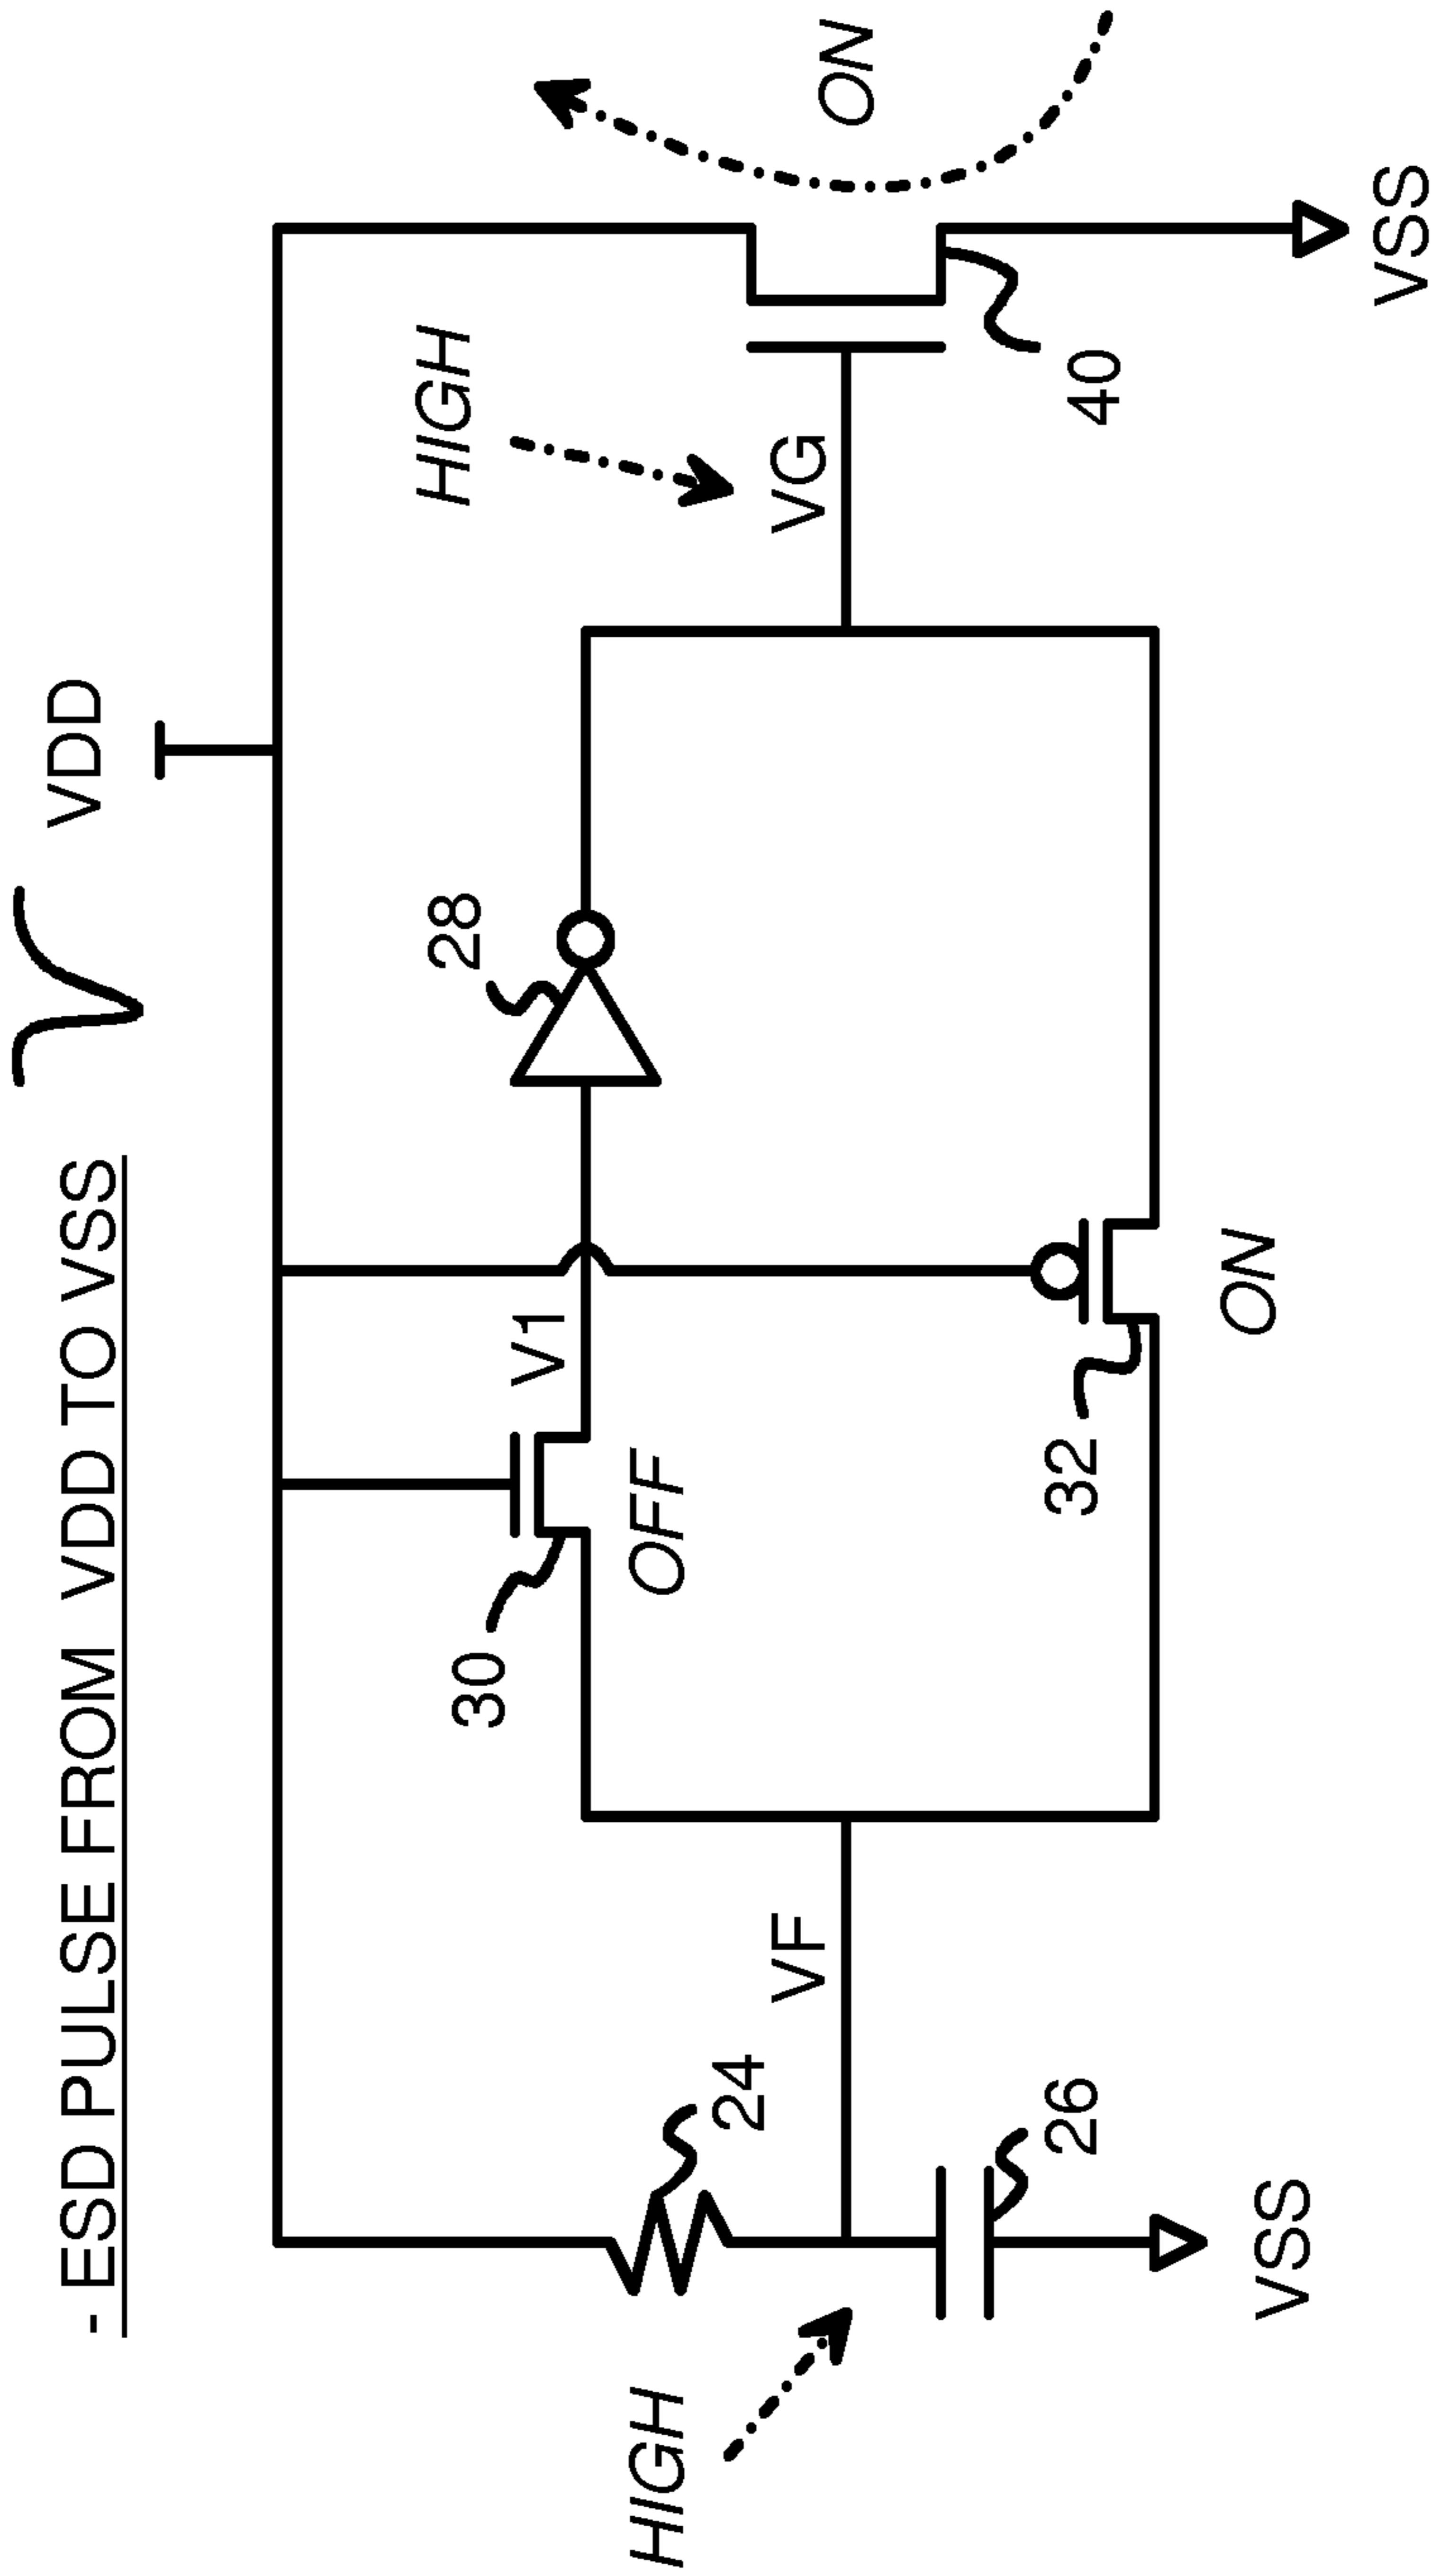 - ESD PULSE FROM VDD TO VSS
VDD
HIGH
ON
28
30
V1
OFF
HIGH
VG
24
VF
40
26
32
ON
VSS
VSS